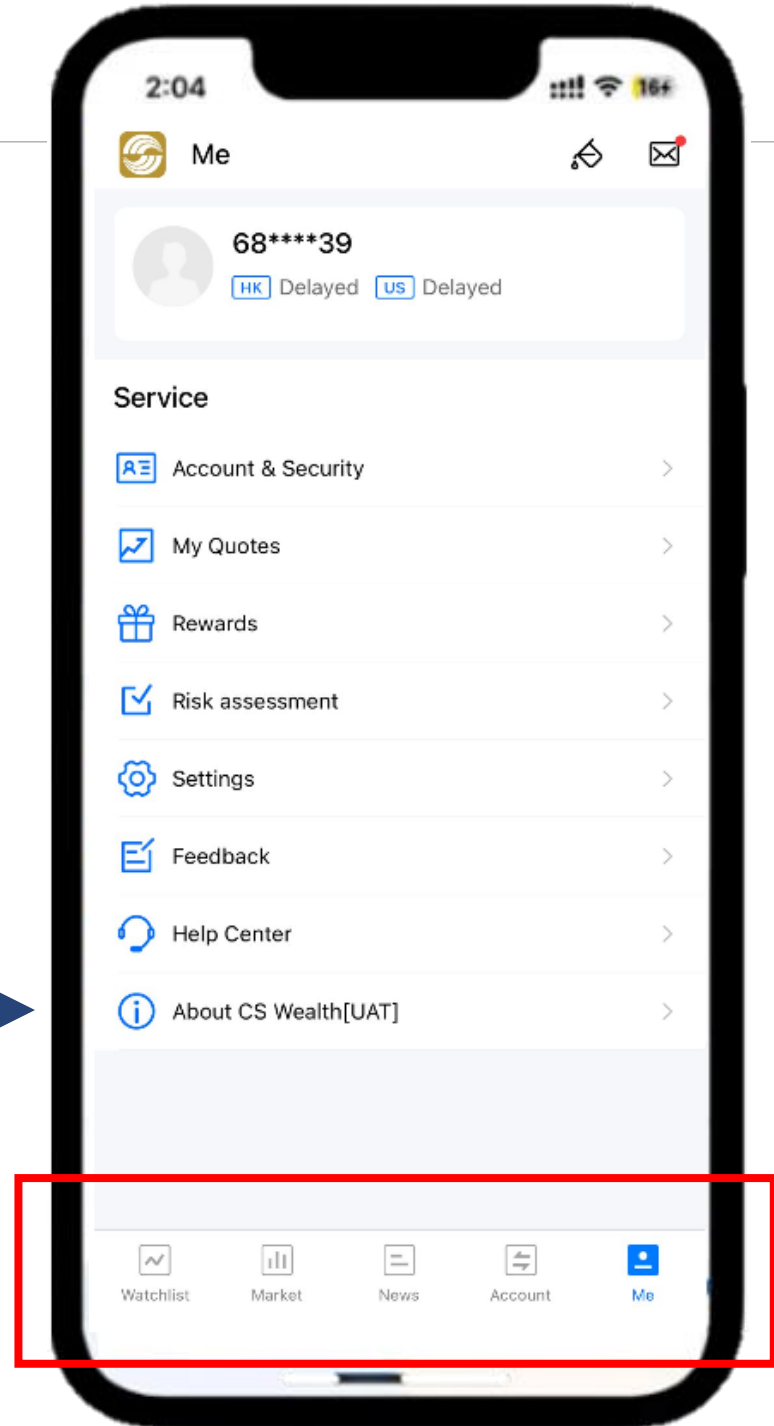 2:04
16+
Me
68****39
HK Delayed US Delayed
Service
Account & Security
My Quotes
Rewards
Risk assessment
Settings
Feedback
Help Center
About CS Wealth[UAT]
Watchlist Market News Account Me